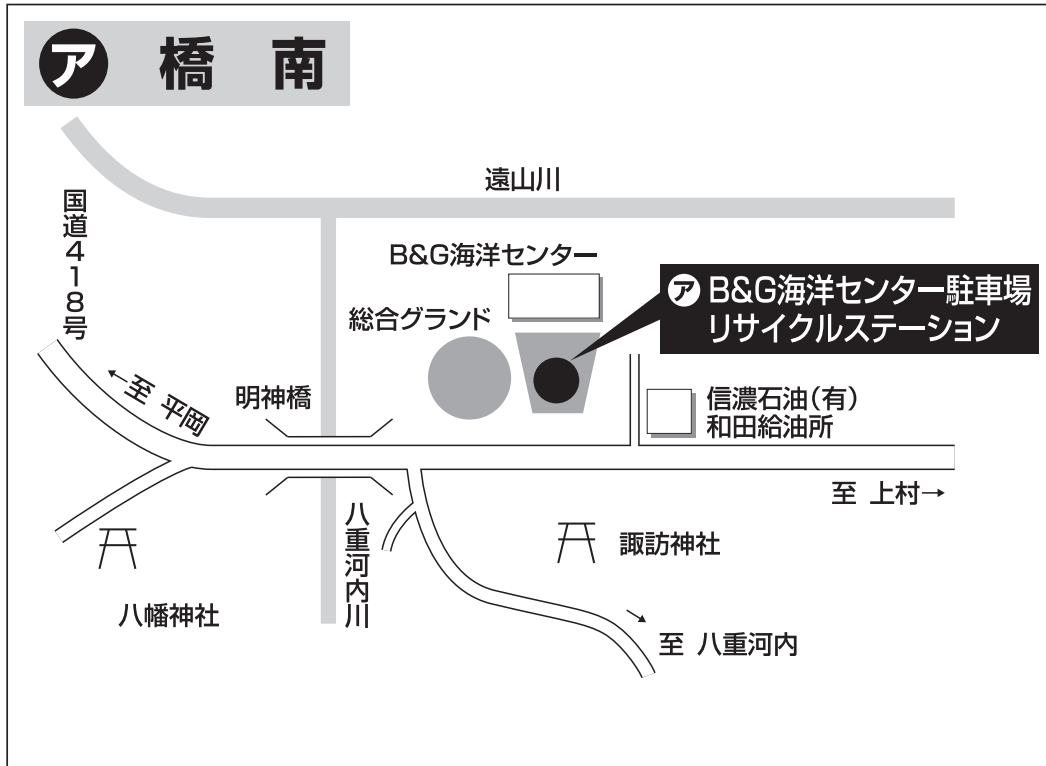 ア 橋 南
遠山川
国道418号
B&G海洋センター
ア B&G海洋センター駐車場
リサイクルステーション
総合グランド
←至 平岡
明神橋
信濃石油(有)
和田給油所
至 上村→
八重河内川
諏訪神社
八幡神社
至 八重河内